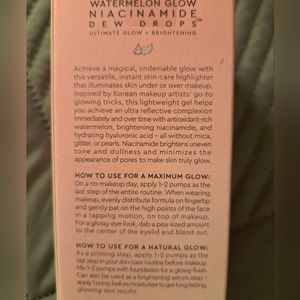 WATERMELON GLOW
NIACINAMIDE
DEW DROPS™
ULTIMATE GLOW + BRIGHTENING
Achieve a magical, undeniable glow with
this versatile, instant skin-care highlighter
that illuminates skin under or over makeup.
Inspired by Korean makeup artists' go-to
glowing tricks, this lightweight gel helps
you achieve an ultra reflective complexion
immediately and over time with antioxidant-rich
watermelon, brightening niacinamide, and
hydrating hyaluronic acid – all without mica,
glitter, or pearls. Niacinamide brightens uneven
tone and dullness and minimizes the
appearance of pores to make skin truly glow.
HOW TO USE FOR A MAXIMUM GLOW:
On a no-makeup day, apply 1–2 pumps as the
last step of the entire routine. When wearing
makeup, evenly distribute formula on fingertip
and gently pat on the high points of the face
in a tapping motion, on top of makeup.
For a glossy eye look, dab a pea-sized amount
to the center of the eyelid and blend out.
HOW TO USE FOR A NATURAL GLOW:
As a priming step, apply 1–2 pumps as the
last step in your skin-care routine before makeup.
Mix 1–3 pumps with foundation for a glowy finish.
Can also be used as a brightening serum step –
apply 1 pump before moisturizer to get long-lasting,
glowing skin results.